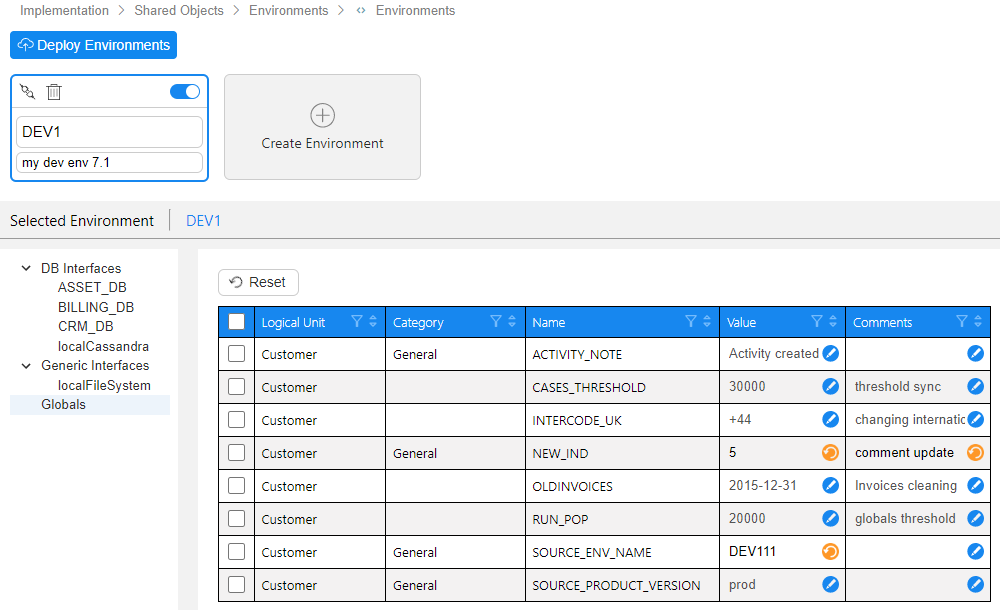 Implementation > Shared Objects > Environments > <> Environments
Deploy Environments
DEV1
my dev env 7.1
Create Environment
Selected Environment DEV1
DB Interfaces
ASSET_DB
BILLING_DB
CRM_DB
localCassandra
Generic Interfaces
localFileSystem
Globals
Reset
Logical Unit Category Name Value Comments
Customer General ACTIVITY_NOTE Activity created
Customer CASES_THRESHOLD 30000 threshold sync
Customer INTERCODE_UK +44 changing internatic
Customer General NEW_IND 5 comment update
Customer OLDINVOICES 2015-12-31 Invoices cleaning
Customer RUN_POP 20000 globals threshold
Customer General SOURCE_ENV_NAME DEV111
Customer General SOURCE_PRODUCT_VERSION prod